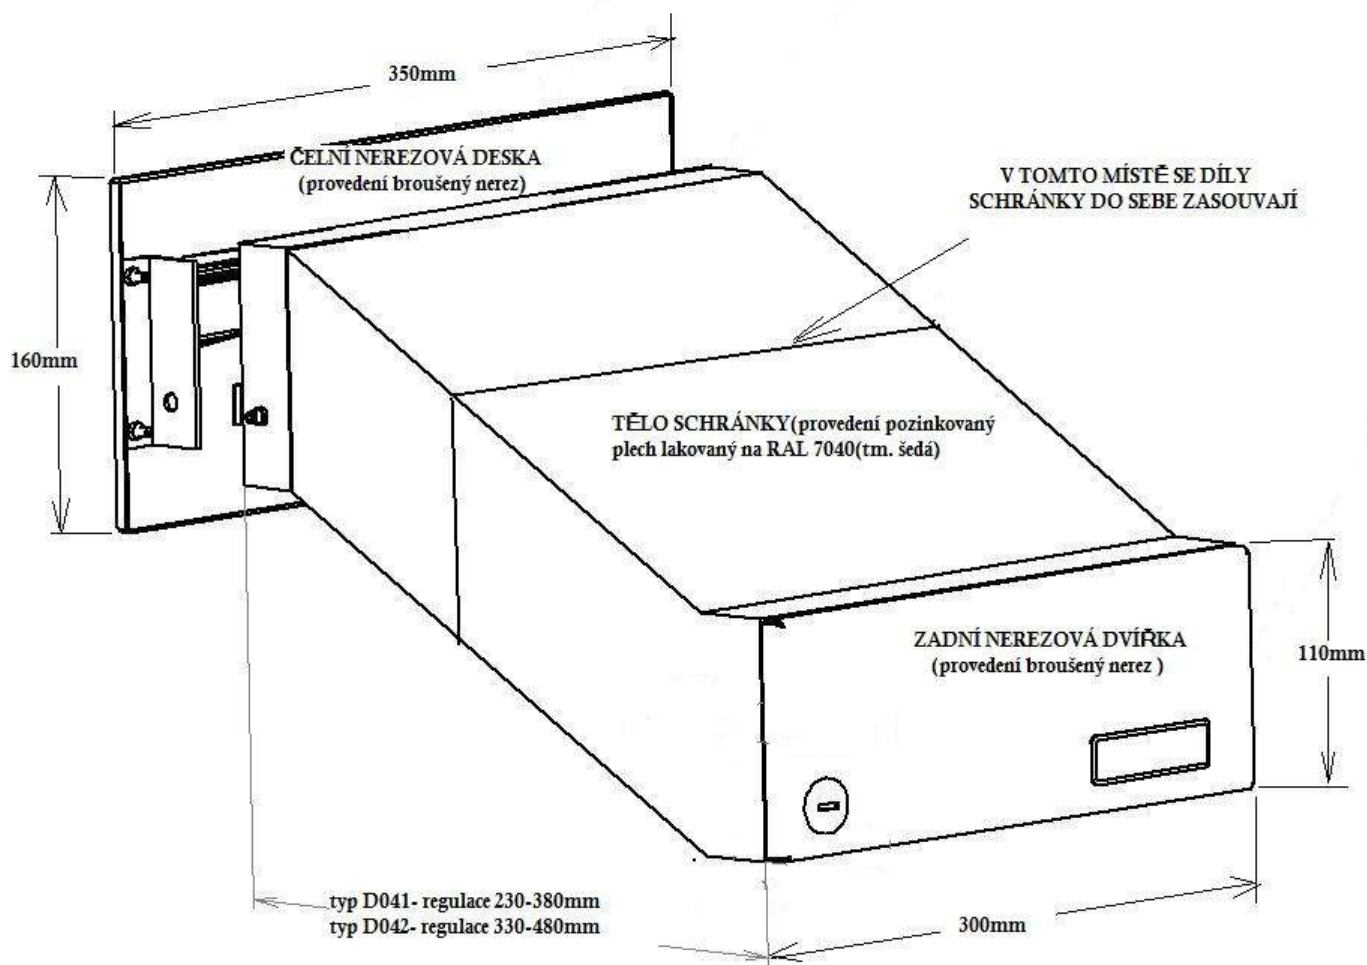 350mm
ČELNÍ NEREZOVÁ DESKA
(provedení broušený nerez)
V TOMTO MÍSTĚ SE DÍLY
SCHRÁNKY DO SEBE ZASOUVAJÍ
160mm
TĚLO SCHRÁNKY(provedení pozinkovaný
plech lakovaný na RAL 7040(tm. šedá)
ZADNÍ NEREZOVÁ DVÍŘKA
(provedení broušený nerez )
110mm
typ D041- regulace 230-380mm
typ D042- regulace 330-480mm
300mm